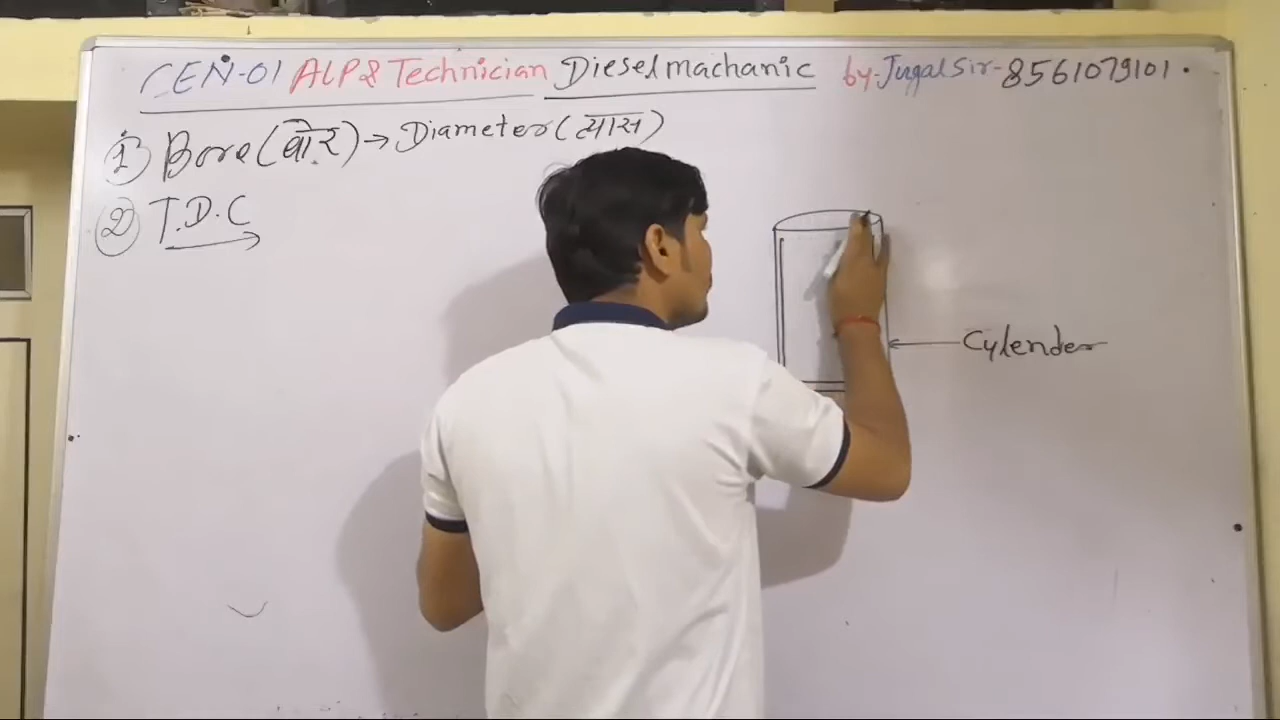 CEN-01 ALP & Technician Diesel machanic by-Jugal Sir-8561079101.
1) Bore (बोर) → Diameter (व्यास)
2) T.D.C →
Cylender